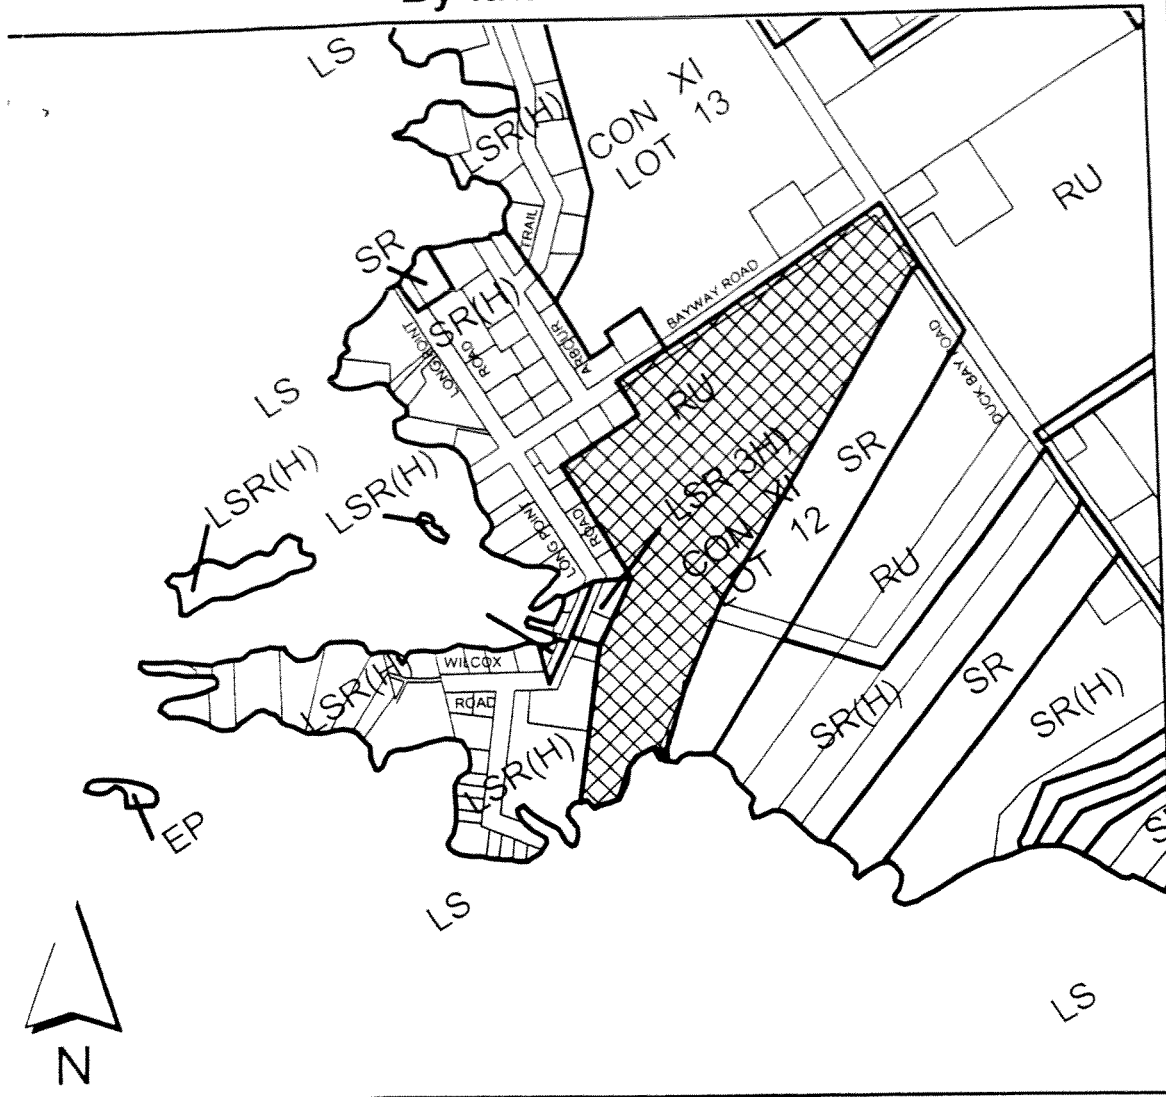 LS
LSR(H)
CON XI
LOT 13
RU
TRAIL
SR
BAYWAY ROAD
SR(H)
LONG POINT
ROAD
ARBOUR
DUCK BAY ROAD
LS
RU
LSR-3(H)
SR
LSR(H)
LSR(H)
CON XI
LOT 12
LONG POINT
ROAD
RU
WILCOX
ROAD
LSR(H)
SR
SR(H)
SR(H)
LSR(H)
EP
LS
LS
N